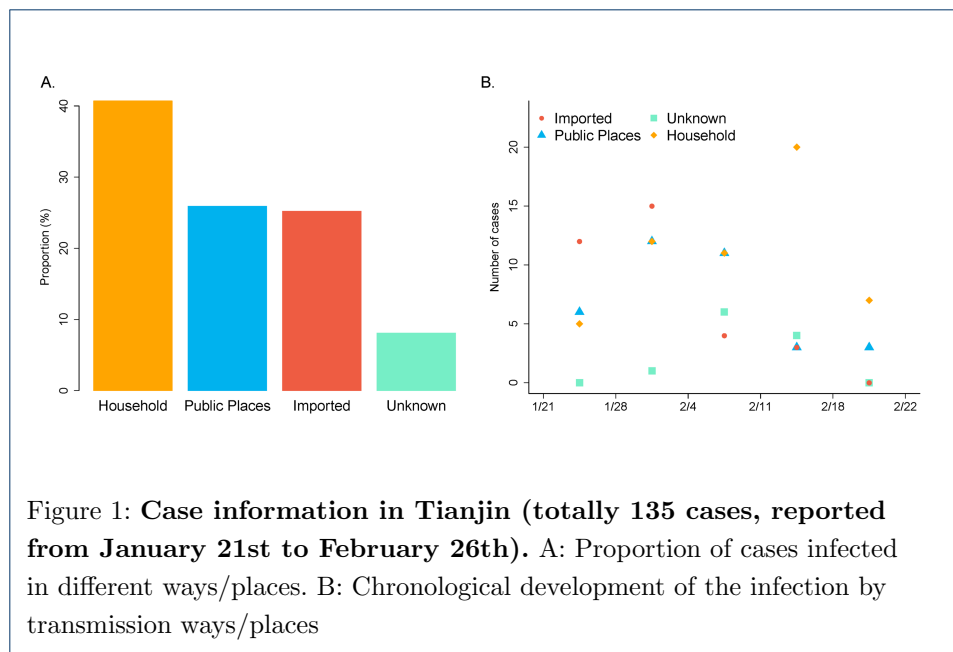 A.
Proportion (%)
0
10
20
30
40
Household Public Places Imported Unknown
B.
Imported
Public Places
Unknown
Household
Number of cases
0
5
10
15
20
1/21 1/28 2/4 2/11 2/18 2/22
Figure 1: Case information in Tianjin (totally 135 cases, reported
from January 21st to February 26th). A: Proportion of cases infected
in different ways/places. B: Chronological development of the infection by
transmission ways/places